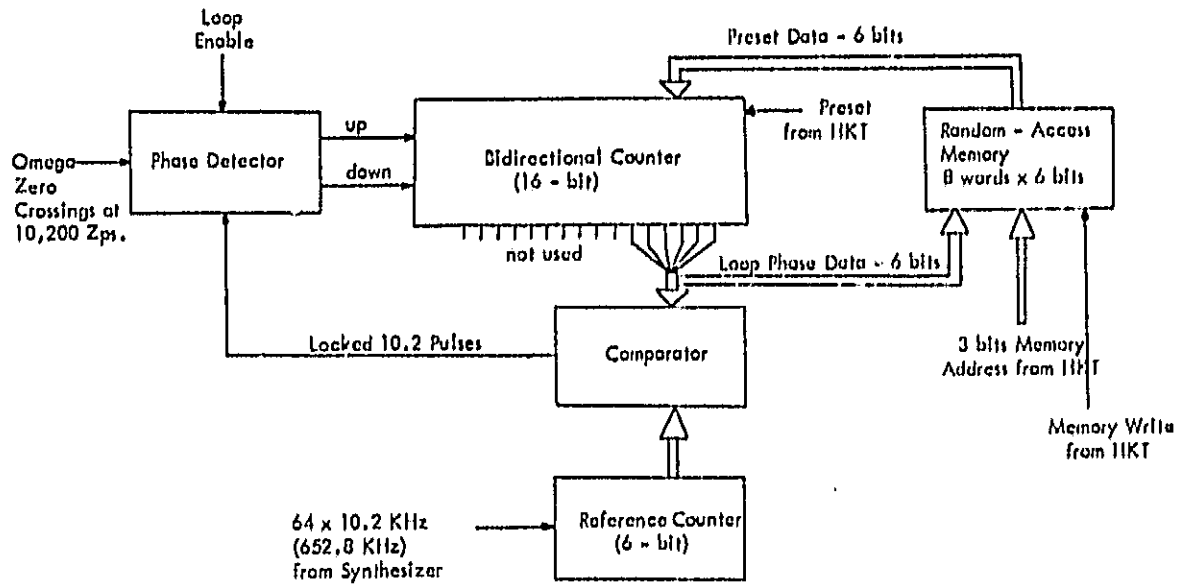 Loop
Enable
Preset Data - 6 bits
up
down
Phase Detector
Omega
Zero
Crossings at
10,200 Zps.
Bidirectional Counter
(16 - bit)
not used
Preset
from IIKT
Random - Access
Memory
8 words x 6 bits
Loop Phase Data - 6 bits
Locked 10.2 Pulses
Comparator
3 bits Memory
Address from IIKT
Memory Write
from IIKT
64 x 10.2 KHz
(652.8 KHz)
from Synthesizer
Reference Counter
(6 - bit)